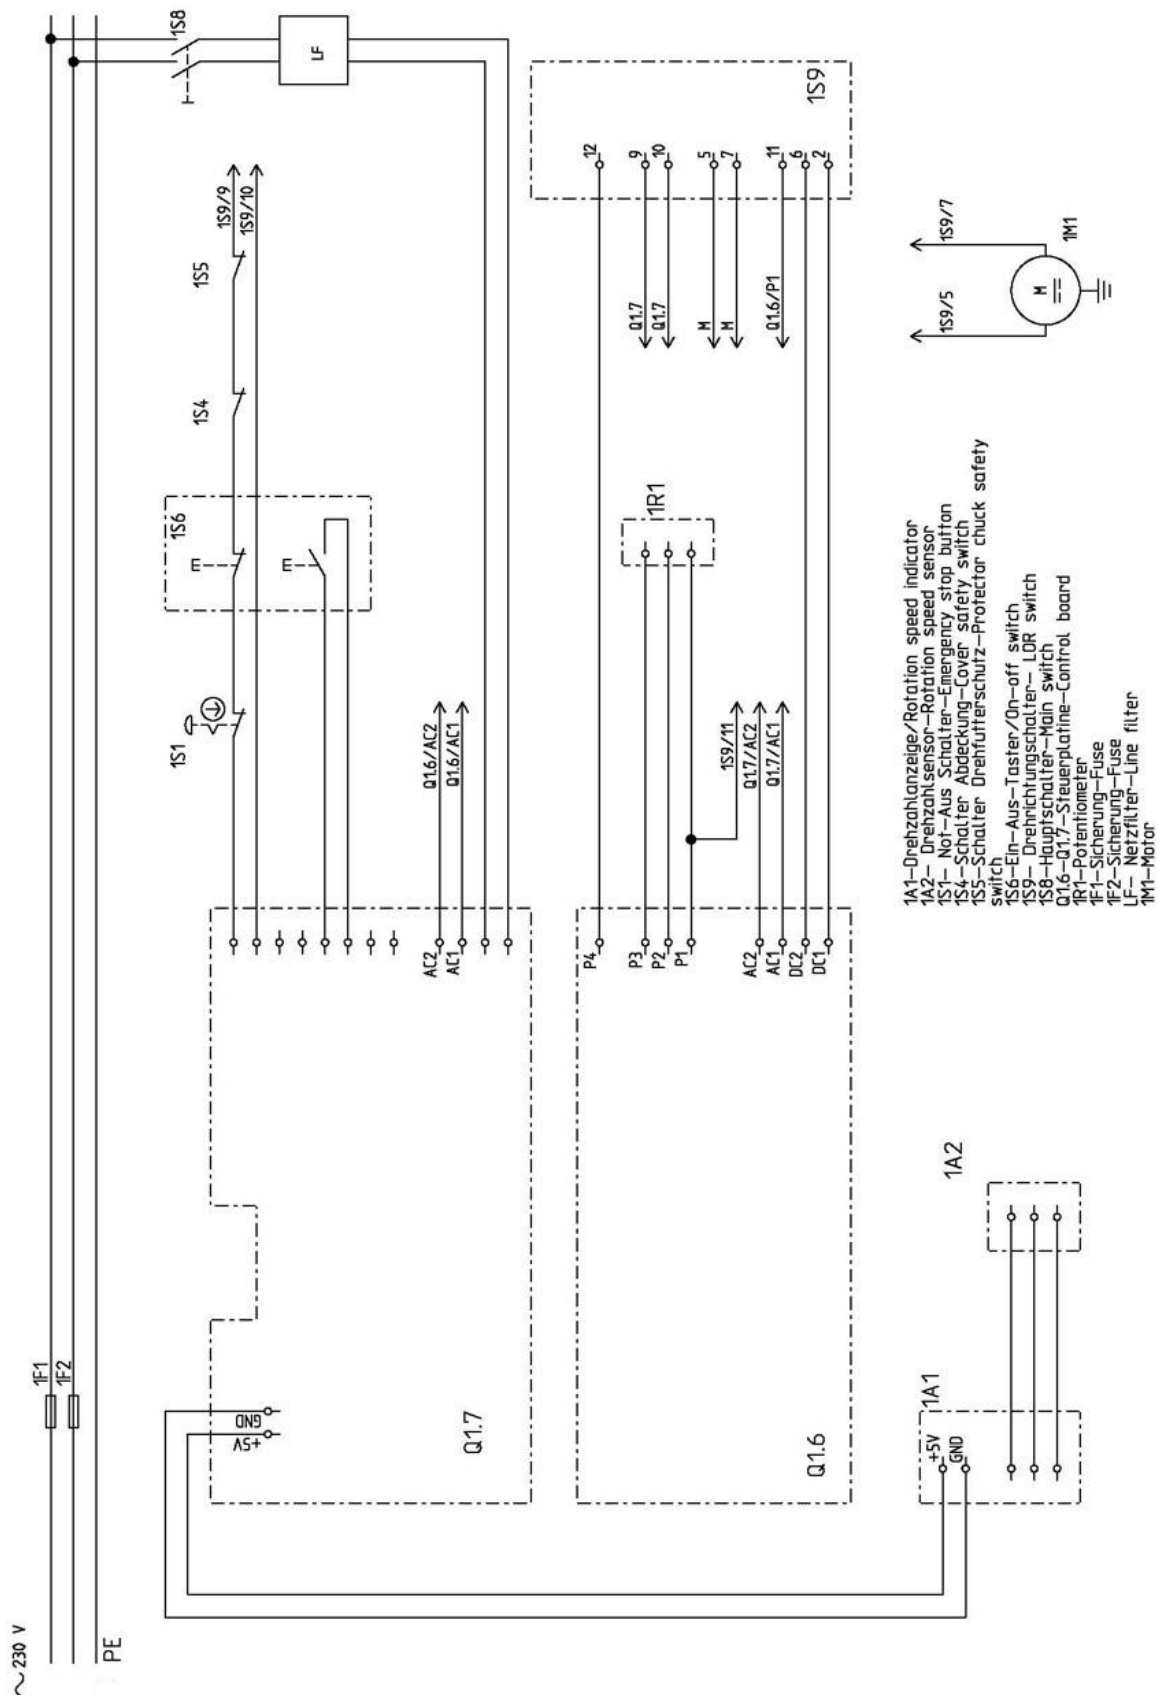 ~ 230 V
1F1
1F2
PE
1S8
LF
1S1
1S6
E
E
1S4
1S5
1S9/9
1S9/10
GND
+5V
Q1.7
AC2
AC1
Q1.6/AC2
Q1.6/AC1
Q1.6
P4
P3
P2
P1
AC2
AC1
DC2
DC1
1S9/11
Q1.7/AC2
Q1.7/AC1
1R1
Q1.7
Q1.7
M
M
Q1.6/P1
12
9
10
5
7
11
6
2
1S9
1A1
+5V
GND
1A2
1S9/5
1S9/7
M
1M1
1A1-Drehzahlanzeige/Rotation speed indicator
1A2- Drehzahlsensor-Rotation speed sensor
1S1- Not-Aus Schalter-Emergency stop button
1S4-Schalter Abdeckung-Cover safety switch
1S5-Schalter Drehfutterschutz-Protector chuck safety
switch
1S6-Ein-Aus-Taster/On-off switch
1S9- Drehrichtungschalter- LOR switch
1S8-Hauptschalter-Main switch
Q1.6-Q1.7-Steuerplatine-Control board
1R1-Potentiometer
1F1-Sicherung-Fuse
1F2-Sicherung-Fuse
LF- Netzfilter-Line filter
1M1-Motor